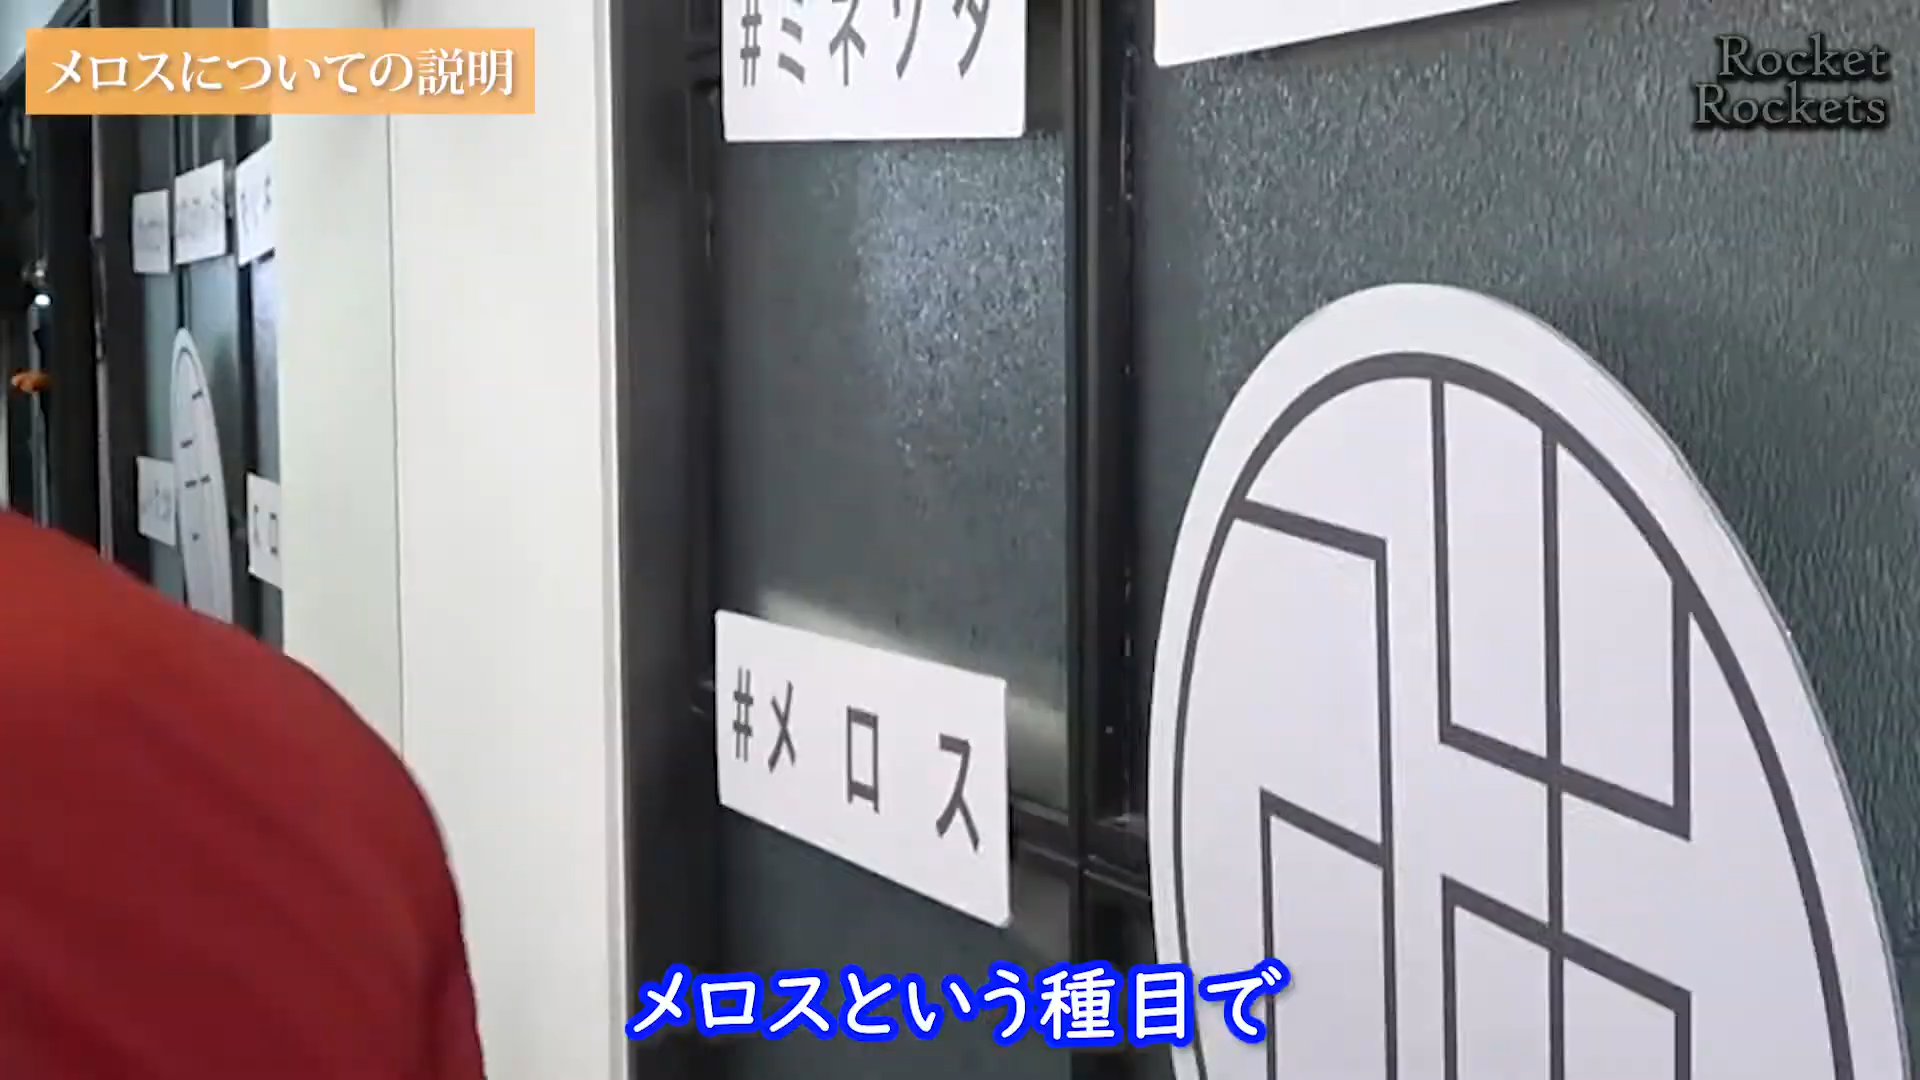 メロスについての説明
Rocket
Rockets
#ミネソタ
#メロス
メロスという種目で